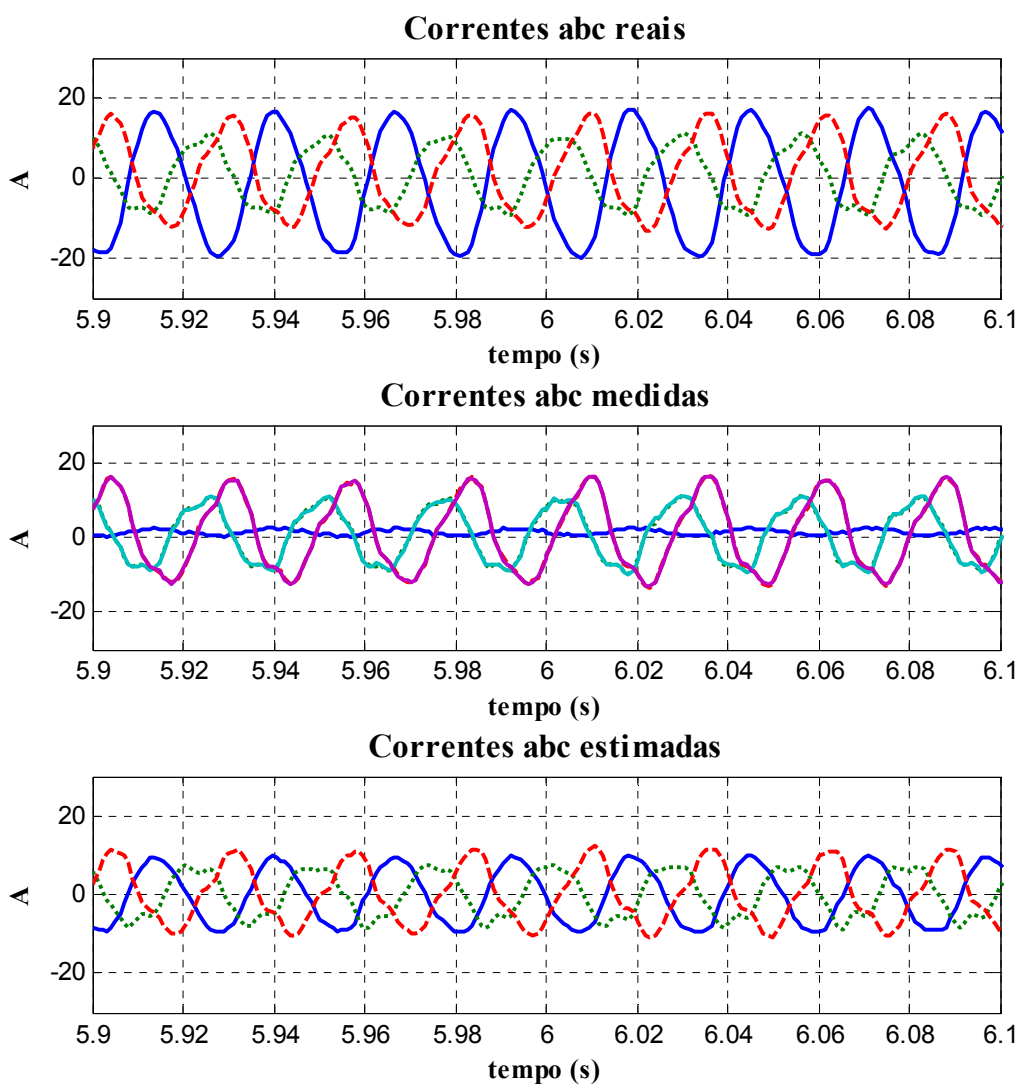 Correntes abc reais
20
0
-20
A
5.9 5.92 5.94 5.96 5.98 6 6.02 6.04 6.06 6.08 6.1
tempo (s)
Correntes abc medidas
20
0
-20
A
5.9 5.92 5.94 5.96 5.98 6 6.02 6.04 6.06 6.08 6.1
tempo (s)
Correntes abc estimadas
20
0
-20
A
5.9 5.92 5.94 5.96 5.98 6 6.02 6.04 6.06 6.08 6.1
tempo (s)